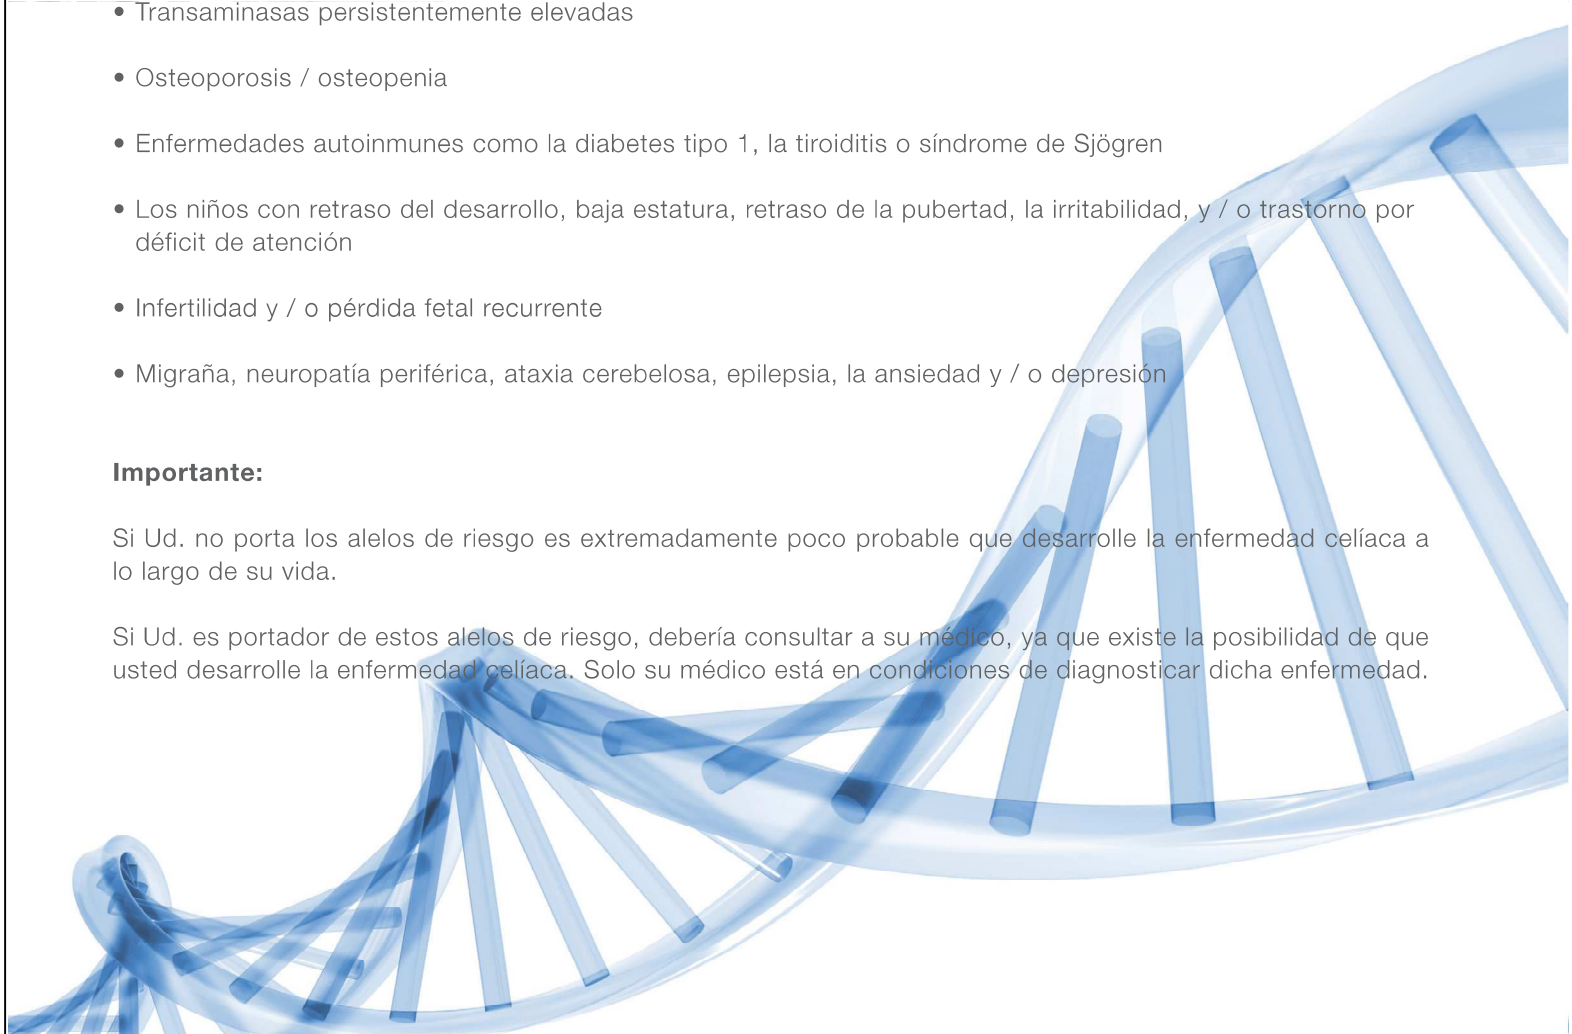 • Transaminasas persistentemente elevadas
• Osteoporosis / osteopenia
• Enfermedades autoinmunes como la diabetes tipo 1, la tiroiditis o síndrome de Sjögren
• Los niños con retraso del desarrollo, baja estatura, retraso de la pubertad, la irritabilidad, y / o trastorno por
déficit de atención
• Infertilidad y / o pérdida fetal recurrente
• Migraña, neuropatía periférica, ataxia cerebelosa, epilepsia, la ansiedad y / o depresión
Importante:
Si Ud. no porta los alelos de riesgo es extremadamente poco probable que desarrolle la enfermedad celíaca a
lo largo de su vida.
Si Ud. es portador de estos alelos de riesgo, debería consultar a su médico, ya que existe la posibilidad de que
usted desarrolle la enfermedad celíaca. Solo su médico está en condiciones de diagnosticar dicha enfermedad.